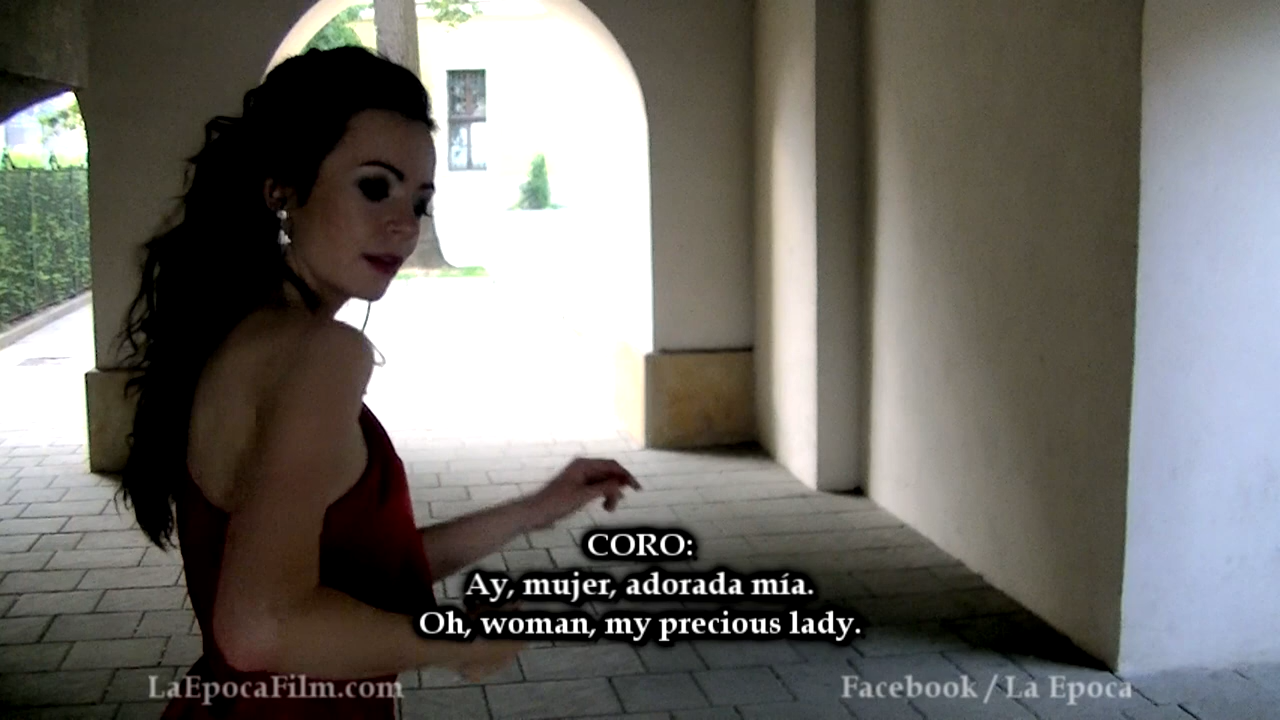 CORO:
Ay, mujer, adorada mía.
Oh, woman, my precious lady.
LaEpocaFilm.com
Facebook / La Epoca